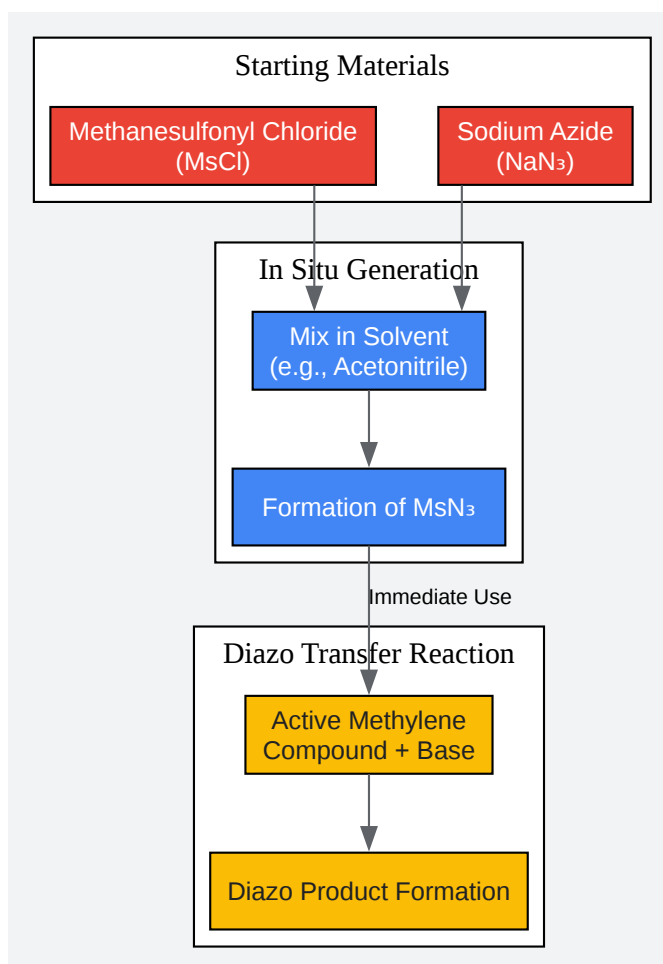 Starting Materials
Methanesulfonyl Chloride
(MsCl)
Sodium Azide
(NaN₃)
In Situ Generation
Mix in Solvent
(e.g., Acetonitrile)
Formation of MsN₃
Immediate Use
Diazo Transfer Reaction
Active Methylene
Compound + Base
Diazo Product Formation